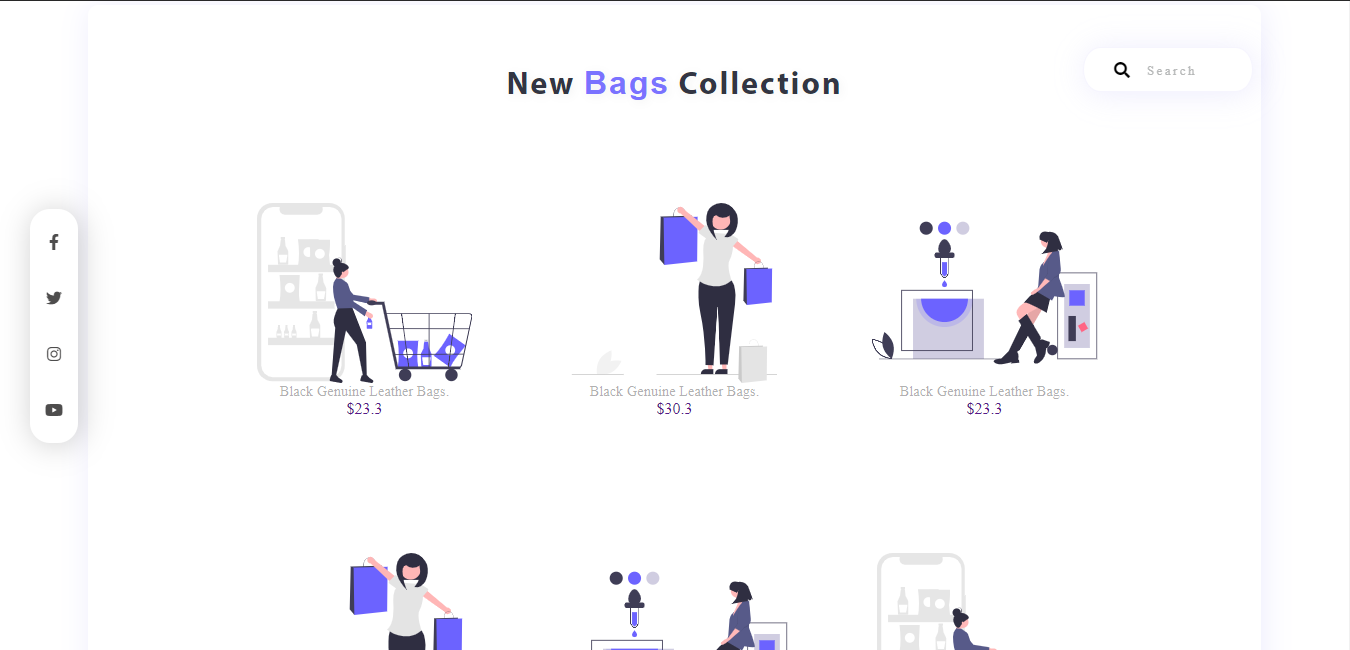 New Bags Collection
Search
Black Genuine Leather Bags.
$23.3
Black Genuine Leather Bags.
$30.3
Black Genuine Leather Bags.
$23.3